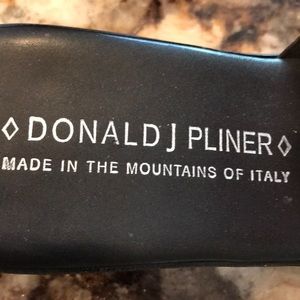 ◊ DONALD J PLINER ◊
MADE IN THE MOUNTAINS OF ITALY